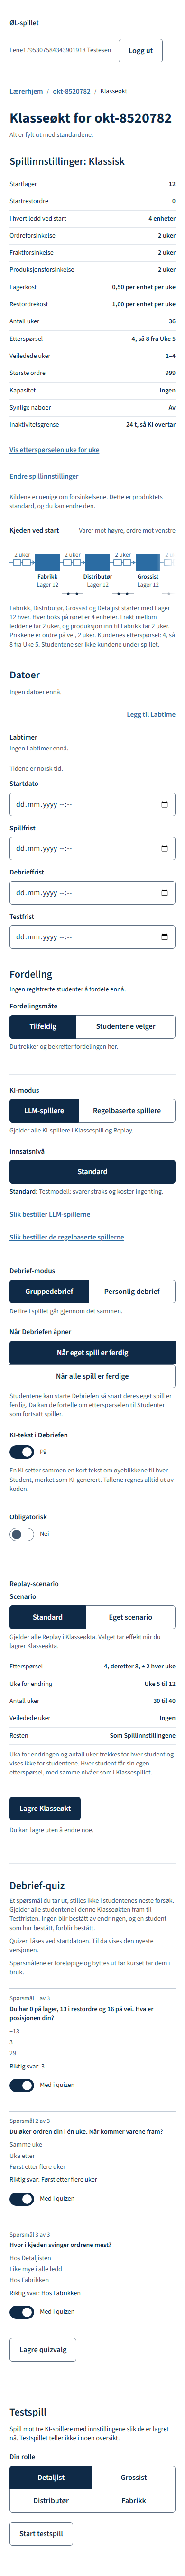 ØL-spillet
Lene1795307584343901918 Testesen
Logg ut
Lærerhjem / okt-8520782 / Klasseøkt
Klasseøkt for okt-8520782
Alt er fylt ut med standardene.
Spillinnstillinger: Klassisk
Startlager 12
Startrestordre 0
I hvert ledd ved start 4 enheter
Ordreforsinkelse 2 uker
Fraktforsinkelse 2 uker
Produksjonsforsinkelse 2 uker
Lagerkost 0,50 per enhet per uke
Restordrekost 1,00 per enhet per uke
Antall uker 36
Etterspørsel 4, så 8 fra Uke 5
Veiledede uker 1–4
Største ordre 999
Kapasitet Ingen
Synlige naboer Av
Inaktivitetsgrense 24 t, så KI overtar
Vis etterspørselen uke for uke
Endre spillinnstillinger
Kildene er uenige om forsinkelsene. Dette er produktets
standard, og du kan endre den.
Kjeden ved start Varer mot høyre, ordre mot venstre
2 uker 2 uker 2 uker
Fabrikk Distributør Grossist
Lager 12 Lager 12 Lager 12
Fabrikk, Distributør, Grossist og Detaljist starter med Lager
12 hver. Hver boks på røret er 4 enheter. Frakt mellom
leddene tar 2 uker, og produksjon inn til Fabrikk tar 2 uker.
Prikkene er ordre på vei, 2 uker. Kundenes etterspørsel: 4, så
8 fra Uke 5. Studentene ser ikke kundene under spillet.
Datoer
Ingen datoer ennå.
Legg til Labtime
Labtimer
Ingen Labtimer ennå.
Tidene er norsk tid.
Startdato
dd.mm.yyyy --:--
Spillfrist
dd.mm.yyyy --:--
Debrieffrist
dd.mm.yyyy --:--
Testfrist
dd.mm.yyyy --:--
Fordeling
Ingen registrerte studenter å fordele ennå.
Fordelingsmåte
Tilfeldig Studentene velger
Du trekker og bekrefter fordelingen her.
KI-modus
LLM-spillere Regelbaserte spillere
Gjelder alle KI-spillere i Klassespill og Replay.
Innsatsnivå
Standard
Standard: Testmodell: svarer straks og koster ingenting.
Slik bestiller LLM-spillerne
Slik bestiller de regelbaserte spillerne
Debrief-modus
Gruppedebrief Personlig debrief
De fire i spillet går gjennom det sammen.
Når Debriefen åpner
Når eget spill er ferdig
Når alle spill er ferdige
Studentene kan starte Debriefen så snart deres eget spill er
ferdig. Da kan de fortelle om etterspørselen til Studenter
som fortsatt spiller.
KI-tekst i Debriefen
På
En KI setter sammen en kort tekst om øyeblikkene til hver
Student, merket som KI-generert. Tallene regnes alltid ut av
koden.
Obligatorisk
Nei
Replay-scenario
Scenario
Standard Eget scenario
Gjelder alle Replay i Klasseøkta. Valget tar effekt når du
lagrer Klasseøkta.
Etterspørsel 4, deretter 8, ± 2 hver uke
Uke for endring Uke 5 til 12
Antall uker 30 til 40
Veiledede uker Ingen
Resten Som Spillinnstillingene
Uka for endringen og antall uker trekkes for hver student og
vises ikke for studentene. Hver student får sin egen
etterspørsel, med samme nivåer som i Klassespillet.
Lagre Klasseøkt
Du kan lagre uten å endre noe.
Debrief-quiz
Et spørsmål du tar ut, stilles ikke i studentenes neste forsøk.
Gjelder alle studentene i denne Klasseøkten fram til
Testfristen. Ingen blir bestått av endringen, og en student
som har bestått, forblir bestått.
Quizen låses ved startdatoen. Til da vises den nyeste
versjonen.
Spørsmålene er foreløpige og byttes ut før kurset tar dem i
bruk.
Spørsmål 1 av 3
Du har 0 på lager, 13 i restordre og 16 på vei. Hva er
posisjonen din?
−13
3
29
Riktig svar: 3
Med i quizen
Spørsmål 2 av 3
Du øker ordren din i én uke. Når kommer varene fram?
Samme uke
Uka etter
Først etter flere uker
Riktig svar: Først etter flere uker
Med i quizen
Spørsmål 3 av 3
Hvor i kjeden svinger ordrene mest?
Hos Detaljisten
Like mye i alle ledd
Hos Fabrikken
Riktig svar: Hos Fabrikken
Med i quizen
Lagre quizvalg
Testspill
Spill mot tre KI-spillere med innstillingene slik de er lagret
nå. Testspillet teller ikke i noen oversikt.
Din rolle
Detaljist Grossist
Distributør Fabrikk
Start testspill